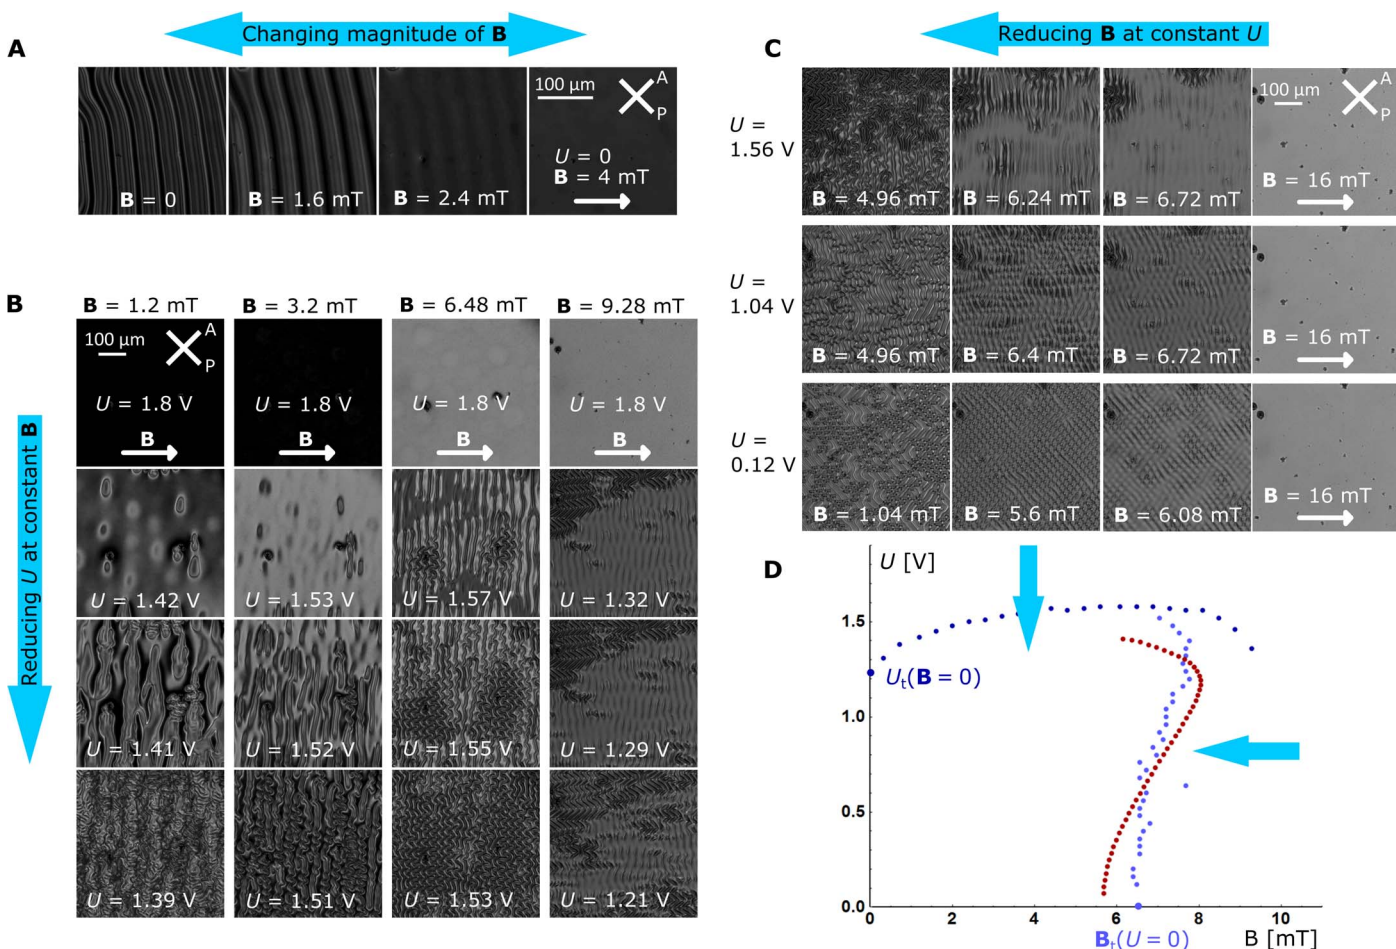 Changing magnitude of B
A
100 μm
A
P
U = 0
B = 0
B = 1.6 mT
B = 2.4 mT
B = 4 mT
B
B = 1.2 mT
B = 3.2 mT
B = 6.48 mT
B = 9.28 mT
100 μm
A
P
U = 1.8 V
U = 1.8 V
U = 1.8 V
U = 1.8 V
B
B
B
B
Reducing U at constant B
U = 1.42 V
U = 1.53 V
U = 1.57 V
U = 1.32 V
U = 1.41 V
U = 1.52 V
U = 1.55 V
U = 1.29 V
U = 1.39 V
U = 1.51 V
U = 1.53 V
U = 1.21 V
Reducing B at constant U
C
100 μm
A
P
U =
1.56 V
B = 4.96 mT
B = 6.24 mT
B = 6.72 mT
B = 16 mT
U =
1.04 V
B = 4.96 mT
B = 6.4 mT
B = 6.72 mT
B = 16 mT
U =
0.12 V
B = 1.04 mT
B = 5.6 mT
B = 6.08 mT
B = 16 mT
D
U [V]
1.5
Ut(B = 0)
1.0
0.5
0.0
0
2
4
6
8
10
Bt(U = 0)
B [mT]